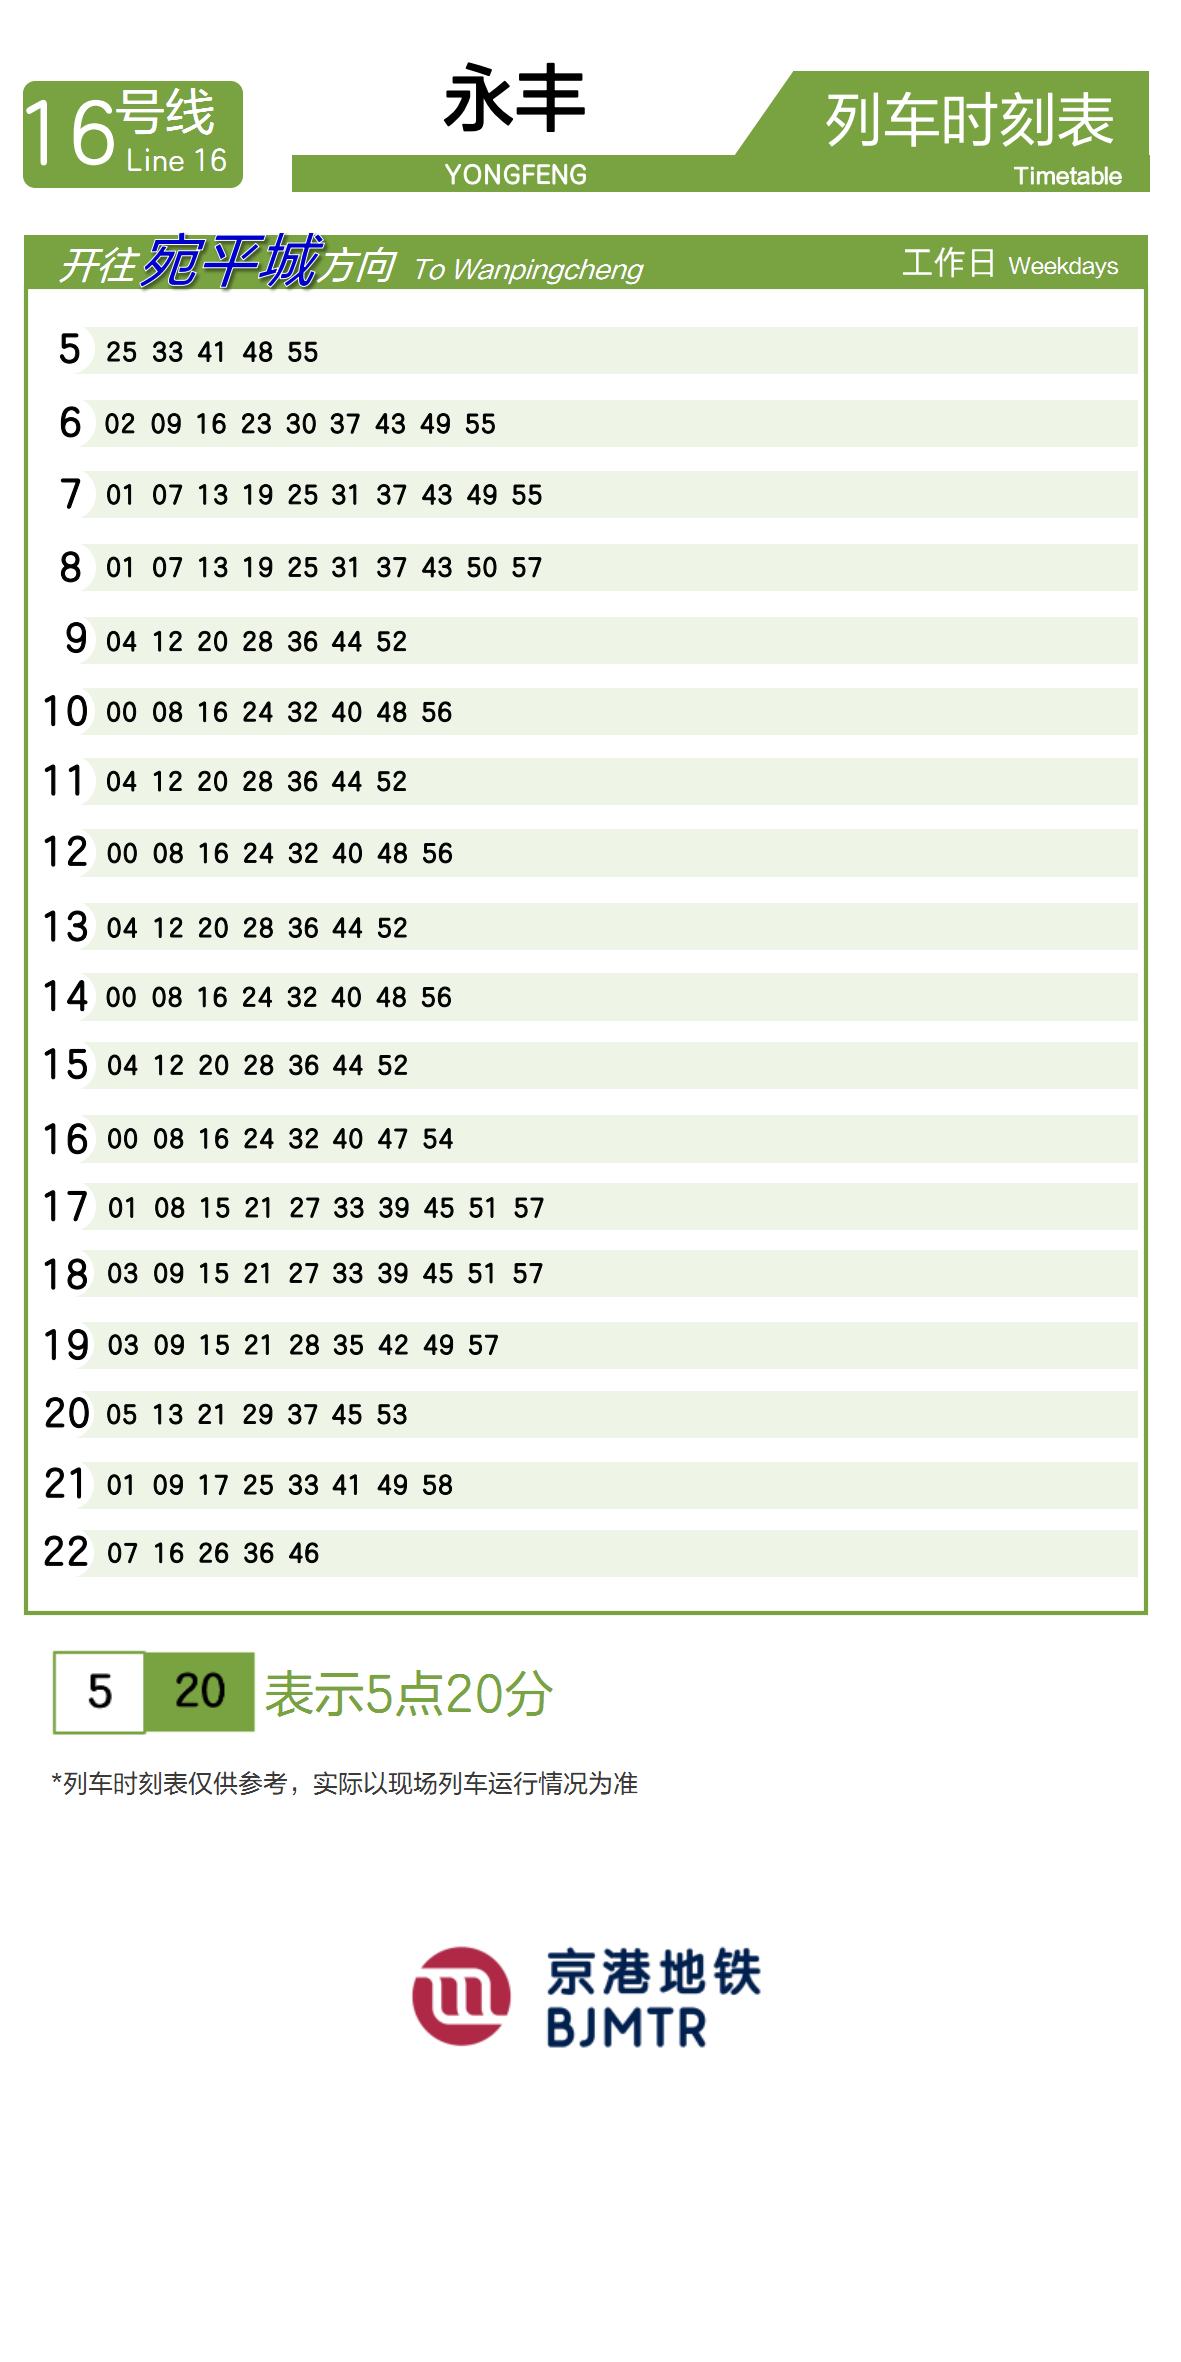 16号线
Line 16
永丰
YONGFENG
列车时刻表
Timetable
开往宛平城方向 To Wanpingcheng 工作日 Weekdays
5 25 33 41 48 55
6 02 09 16 23 30 37 43 49 55
7 01 07 13 19 25 31 37 43 49 55
8 01 07 13 19 25 31 37 43 50 57
9 04 12 20 28 36 44 52
10 00 08 16 24 32 40 48 56
11 04 12 20 28 36 44 52
12 00 08 16 24 32 40 48 56
13 04 12 20 28 36 44 52
14 00 08 16 24 32 40 48 56
15 04 12 20 28 36 44 52
16 00 08 16 24 32 40 47 54
17 01 08 15 21 27 33 39 45 51 57
18 03 09 15 21 27 33 39 45 51 57
19 03 09 15 21 28 35 42 49 57
20 05 13 21 29 37 45 53
21 01 09 17 25 33 41 49 58
22 07 16 26 36 46
5 20 表示5点20分
*列车时刻表仅供参考，实际以现场列车运行情况为准
京港地铁
BJMTR